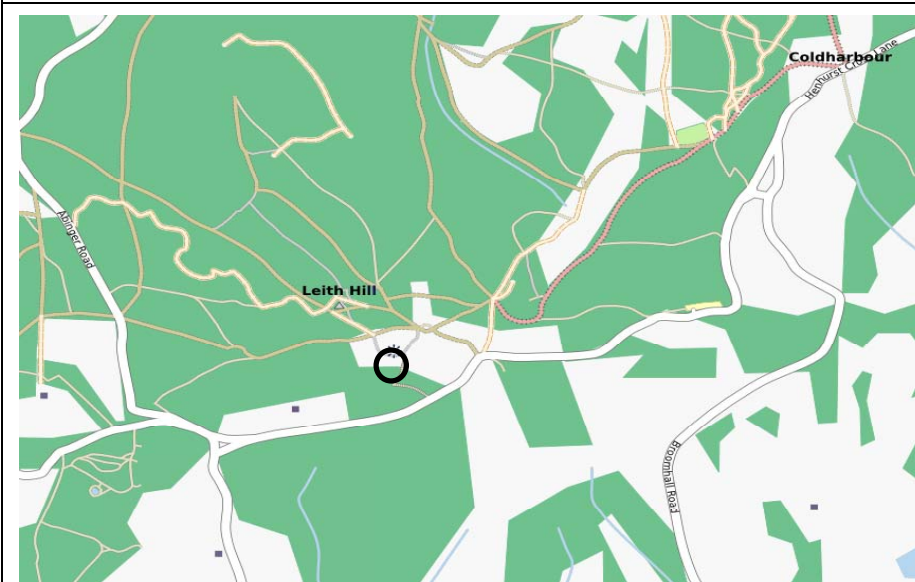 Coldharbour
Henhurst Cross Lane
Abinger Road
Leith Hill
Broomhall Road